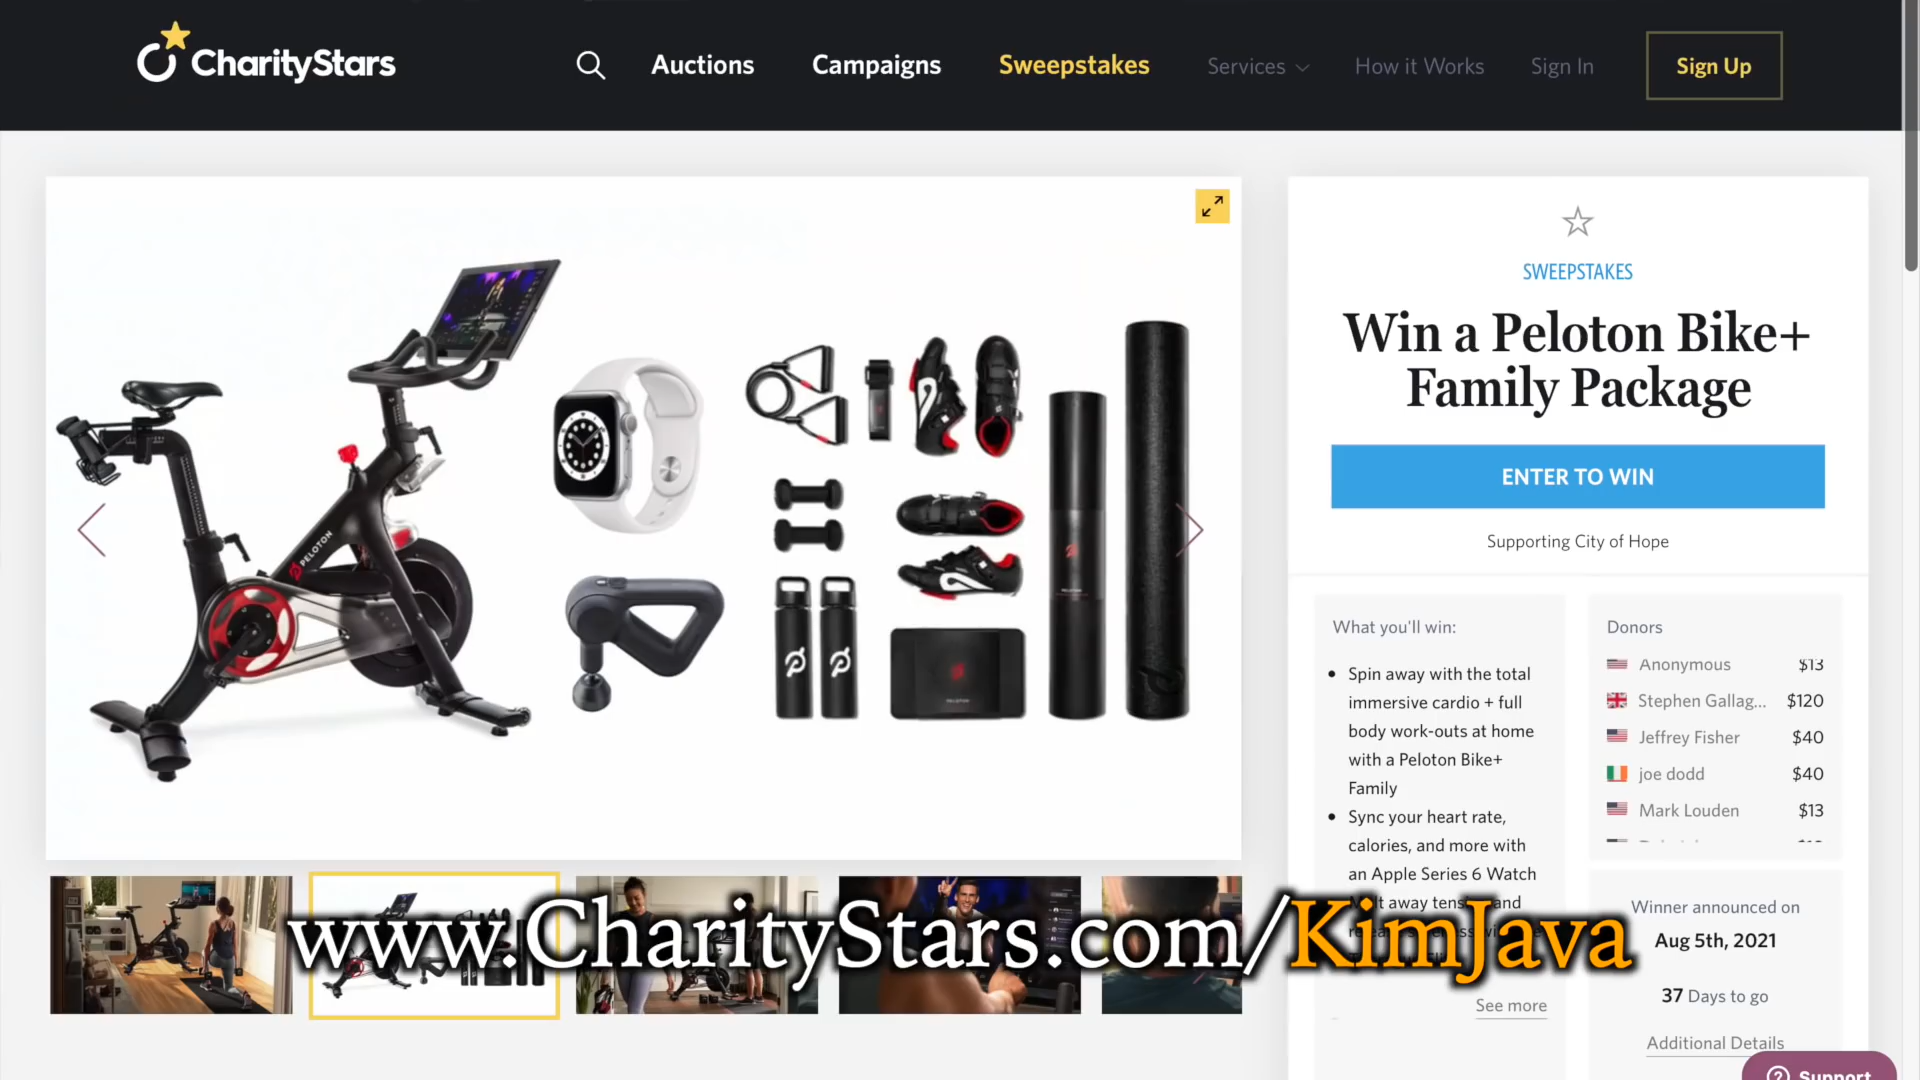 CharityStars
Auctions
Campaigns
Sweepstakes
Services
How it Works
Sign In
Sign Up
PELOTON
SWEEPSTAKES
Win a Peloton Bike+
Family Package
ENTER TO WIN
Supporting City of Hope
What you'll win:
Spin away with the total
immersive cardio + full
body work-outs at home
with a Peloton Bike+
Family
Sync your heart rate,
calories, and more with
an Apple Series 6 Watch
away and
See more
Donors
Anonymous $13
Stephen Gallag... $120
Jeffrey Fisher $40
joe dodd $40
Mark Louden $13
Winner announced on
Aug 5th, 2021
37 Days to go
Additional Details
Support
www.CharityStars.com/KimJava